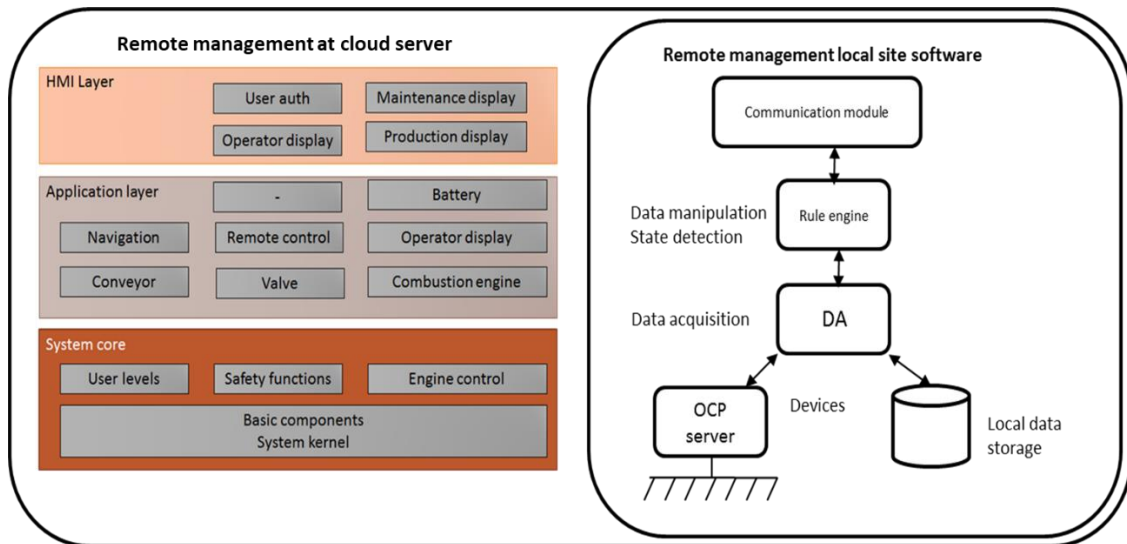 Remote management at cloud server
HMI Layer
User auth
Maintenance display
Operator display
Production display
Application layer
-
Battery
Navigation
Remote control
Operator display
Conveyor
Valve
Combustion engine
System core
User levels
Safety functions
Engine control
Basic components
System kernel
Remote management local site software
Communication module
Data manipulation
State detection
Rule engine
Data acquisition
DA
OCP
server
Devices
Local data
storage